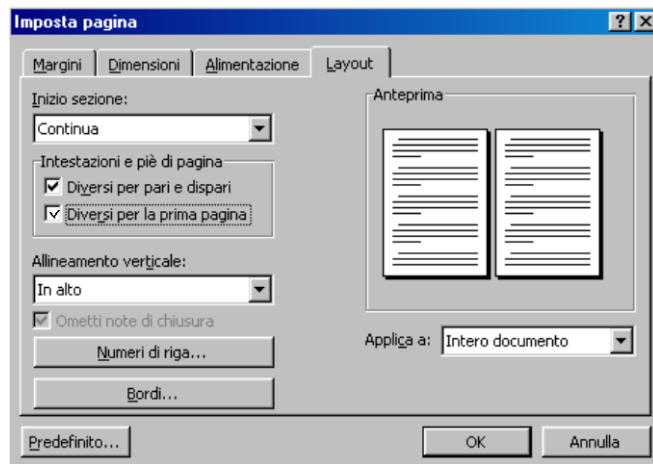 Imposta pagina
Margini Dimensioni Alimentazione Layout
Inizio sezione:
Continua
Intestazioni e piè di pagina
Diversi per pari e dispari
Diversi per la prima pagina
Allineamento verticale:
In alto
Ometti note di chiusura
Numeri di riga...
Bordi...
Anteprima
Applica a: Intero documento
Predefinito... OK Annulla